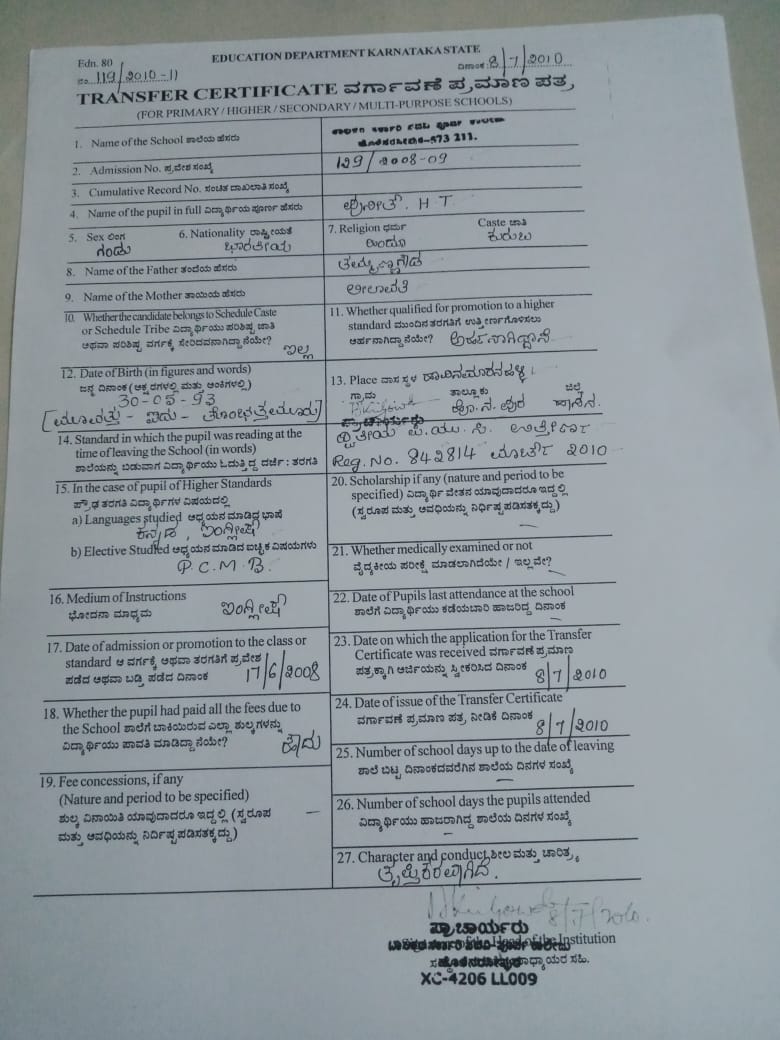 Edn. 80
EDUCATION DEPARTMENT KARNATAKA STATE
ನಂ. 119/2010-11
ದಿನಾಂಕ: 8/7/2010
TRANSFER CERTIFICATE ವರ್ಗಾವಣೆ ಪ್ರಮಾಣ ಪತ್ರ
(FOR PRIMARY / HIGHER / SECONDARY / MULTI-PURPOSE SCHOOLS)
1. Name of the School ಶಾಲೆಯ ಹೆಸರು
-573 211.
2. Admission No. ಪ್ರವೇಶ ಸಂಖ್ಯೆ 129/2008-09
3. Cumulative Record No. ಸಂಚಿತ ದಾಖಲಾತಿ ಸಂಖ್ಯೆ
4. Name of the pupil in full ವಿದ್ಯಾರ್ಥಿಯ ಪೂರ್ಣ ಹೆಸರು H.T.
5. Sex ಲಿಂಗ
ಗಂಡು
6. Nationality ರಾಷ್ಟ್ರೀಯತೆ
ಭಾರತೀಯ
7. Religion ಧರ್ಮ
ಹಿಂದೂ
Caste ಜಾತಿ
ಕುರುಬ
8. Name of the Father ತಂದೆಯ ಹೆಸರು ತಮ್ಮಣ್ಣಗೌಡ
9. Name of the Mother ತಾಯಿಯ ಹೆಸರು ಲೀಲಾವತಿ
10. Whether the candidate belongs to Schedule Caste
or Schedule Tribe ವಿದ್ಯಾರ್ಥಿಯು ಪರಿಶಿಷ್ಟ ಜಾತಿ
ಅಥವಾ ಪರಿಶಿಷ್ಟ ವರ್ಗಕ್ಕೆ ಸೇರಿದವನಾಗಿದ್ದಾನೆಯೇ? ಇಲ್ಲ
11. Whether qualified for promotion to a higher
standard ಮುಂದಿನ ತರಗತಿಗೆ ಉತ್ತೀರ್ಣಗೊಳಿಸಲು
ಅರ್ಹನಾಗಿದ್ದಾನೆಯೇ? ಅರ್ಹನಾಗಿದ್ದಾನೆ
12. Date of Birth (in figures and words)
ಜನ್ಮ ದಿನಾಂಕ (ಅಕ್ಷರಗಳಲ್ಲಿ ಮತ್ತು ಅಂಕಿಗಳಲ್ಲಿ)
30-05-93
[ಮೂವತ್ತು - ಐದು - ತೊಂಭತ್ತಮೂರು]
13. Place ವಾಸ ಸ್ಥಳ
ಗ್ರಾಮ ತಾಲ್ಲೂಕು ಜಿಲ್ಲೆ
ಹೊ.ನ.ಪುರ ಹಾಸನ
14. Standard in which the pupil was reading at the
time of leaving the School (in words)
ಶಾಲೆಯನ್ನು ಬಿಡುವಾಗ ವಿದ್ಯಾರ್ಥಿಯು ಓದುತ್ತಿದ್ದ ದರ್ಜೆ : ತರಗತಿ
ದ್ವಿತೀಯ ಪಿ.ಯು.ಸಿ. ಉತ್ತೀರ್ಣ
Reg. No. 842814 ಮಾರ್ಚ್ 2010
15. In the case of pupil of Higher Standards
ಪ್ರೌಢ ತರಗತಿ ವಿದ್ಯಾರ್ಥಿಗಳ ವಿಷಯದಲ್ಲಿ
a) Languages studied ಅಧ್ಯಯನ ಮಾಡಿದ ಭಾಷೆ
ಕನ್ನಡ, ಇಂಗ್ಲೀಷ್
b) Elective Studied ಅಧ್ಯಯನ ಮಾಡಿದ ಐಚ್ಛಿಕ ವಿಷಯಗಳು
P.C.M.B.
16. Medium of Instructions
ಭೋದನಾ ಮಾಧ್ಯಮ ಇಂಗ್ಲೀಷ್
17. Date of admission or promotion to the class or
standard ಆ ವರ್ಗಕ್ಕೆ ಅಥವಾ ತರಗತಿಗೆ ಪ್ರವೇಶ
ಪಡೆದ ಅಥವಾ ಬಡ್ತಿ ಪಡೆದ ದಿನಾಂಕ 17/6/2008
18. Whether the pupil had paid all the fees due to
the School ಶಾಲೆಗೆ ಬಾಕಿಯಿರುವ ಎಲ್ಲಾ ಶುಲ್ಕಗಳನ್ನು
ವಿದ್ಯಾರ್ಥಿಯು ಪಾವತಿ ಮಾಡಿದ್ದಾನೆಯೇ? ಹೌದು
19. Fee concessions, if any
(Nature and period to be specified)
ಶುಲ್ಕ ವಿನಾಯಿತಿ ಯಾವುದಾದರೂ ಇದ್ದಲ್ಲಿ (ಸ್ವರೂಪ
ಮತ್ತು ಅವಧಿಯನ್ನು ನಿರ್ದಿಷ್ಟಪಡಿಸತಕ್ಕದ್ದು) —
20. Scholarship if any (nature and period to be
specified) ವಿದ್ಯಾರ್ಥಿ ವೇತನ ಯಾವುದಾದರೂ ಇದ್ದಲ್ಲಿ
(ಸ್ವರೂಪ ಮತ್ತು ಅವಧಿಯನ್ನು ನಿರ್ಧಿಷ್ಟಪಡಿಸತಕ್ಕದ್ದು)
—
21. Whether medically examined or not
ವೈದ್ಯಕೀಯ ಪರೀಕ್ಷೆ ಮಾಡಲಾಗಿದೆಯೇ / ಇಲ್ಲವೇ?
22. Date of Pupils last attendance at the school
ಶಾಲೆಗೆ ವಿದ್ಯಾರ್ಥಿಯು ಕಡೆಯಬಾರಿ ಹಾಜರಿದ್ದ ದಿನಾಂಕ
23. Date on which the application for the Transfer
Certificate was received ವರ್ಗಾವಣೆ ಪ್ರಮಾಣ
ಪತ್ರಕ್ಕಾಗಿ ಅರ್ಜಿಯನ್ನು ಸ್ವೀಕರಿಸಿದ ದಿನಾಂಕ 8/7/2010
24. Date of issue of the Transfer Certificate
ವರ್ಗಾವಣೆ ಪ್ರಮಾಣ ಪತ್ರ ನೀಡಿಕೆ ದಿನಾಂಕ 8/7/2010
25. Number of school days up to the date of leaving
ಶಾಲೆ ಬಿಟ್ಟ ದಿನಾಂಕದವರೆಗಿನ ಶಾಲೆಯ ದಿನಗಳ ಸಂಖ್ಯೆ
—
26. Number of school days the pupils attended
ವಿದ್ಯಾರ್ಥಿಯು ಹಾಜರಾಗಿದ್ದ ಶಾಲೆಯ ದಿನಗಳ ಸಂಖ್ಯೆ
—
27. Character and conduct ಶೀಲ ಮತ್ತು ಚಾರಿತ್ರ್ಯ
ತೃಪ್ತಿಕರವಾಗಿದೆ.
8/7/2010.
ಪ್ರಾಚಾರ್ಯರು
of the Head of the Institution
ಸಹಿ.
XC-4206 LL009